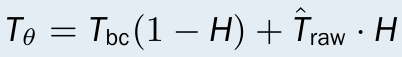 T_θ = T_bc(1 − H) + T̂_raw · H